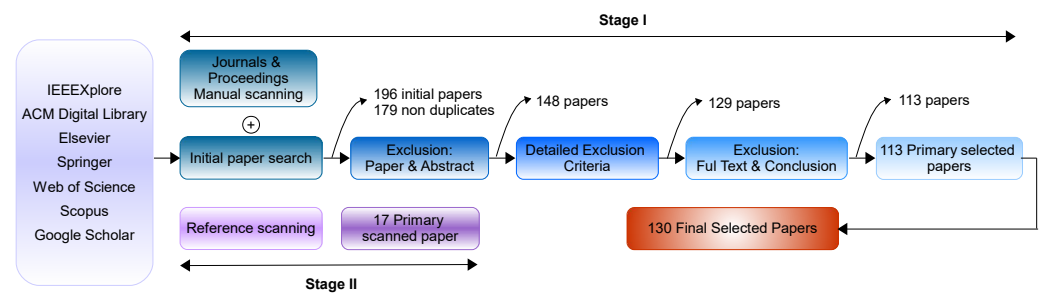 Stage I
IEEEXplore
ACM Digital Library
Elsevier
Springer
Web of Science
Scopus
Google Scholar
Journals &
Proceedings
Manual scanning
+
Initial paper search
196 initial papers
179 non duplicates
Exclusion:
Paper & Abstract
148 papers
Detailed Exclusion
Criteria
129 papers
Exclusion:
Ful Text & Conclusion
113 papers
113 Primary selected
papers
Reference scanning
17 Primary
scanned paper
130 Final Selected Papers
Stage II